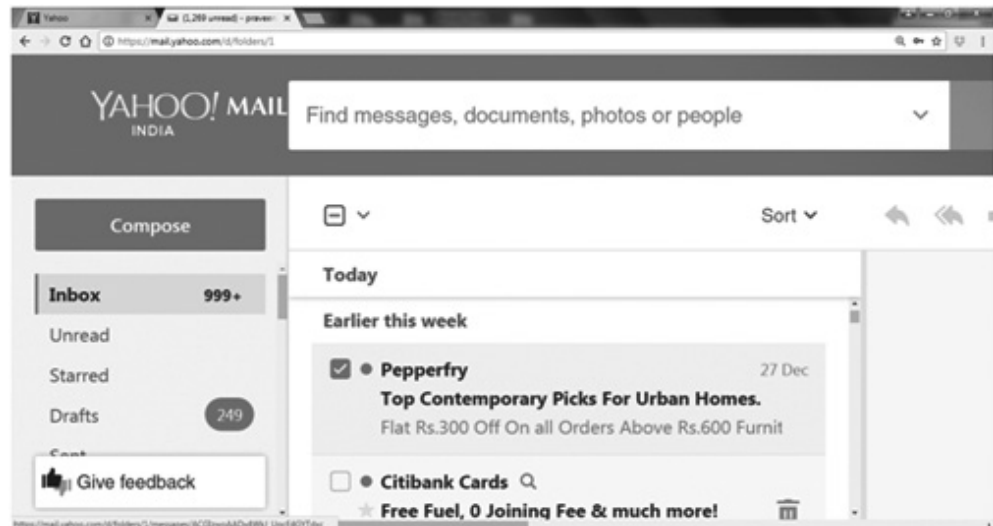 Yahoo
(1,269 unread) - praveen
https://mail.yahoo.com/d/folders/1
YAHOO! MAIL
INDIA
Find messages, documents, photos or people
Compose
Sort
Today
Inbox 999+
Earlier this week
Unread
Starred
Pepperfry 27 Dec
Top Contemporary Picks For Urban Homes.
Drafts 249
Flat Rs.300 Off On all Orders Above Rs.600 Furnit
Sent
Give feedback
Citibank Cards
Free Fuel, 0 Joining Fee & much more!